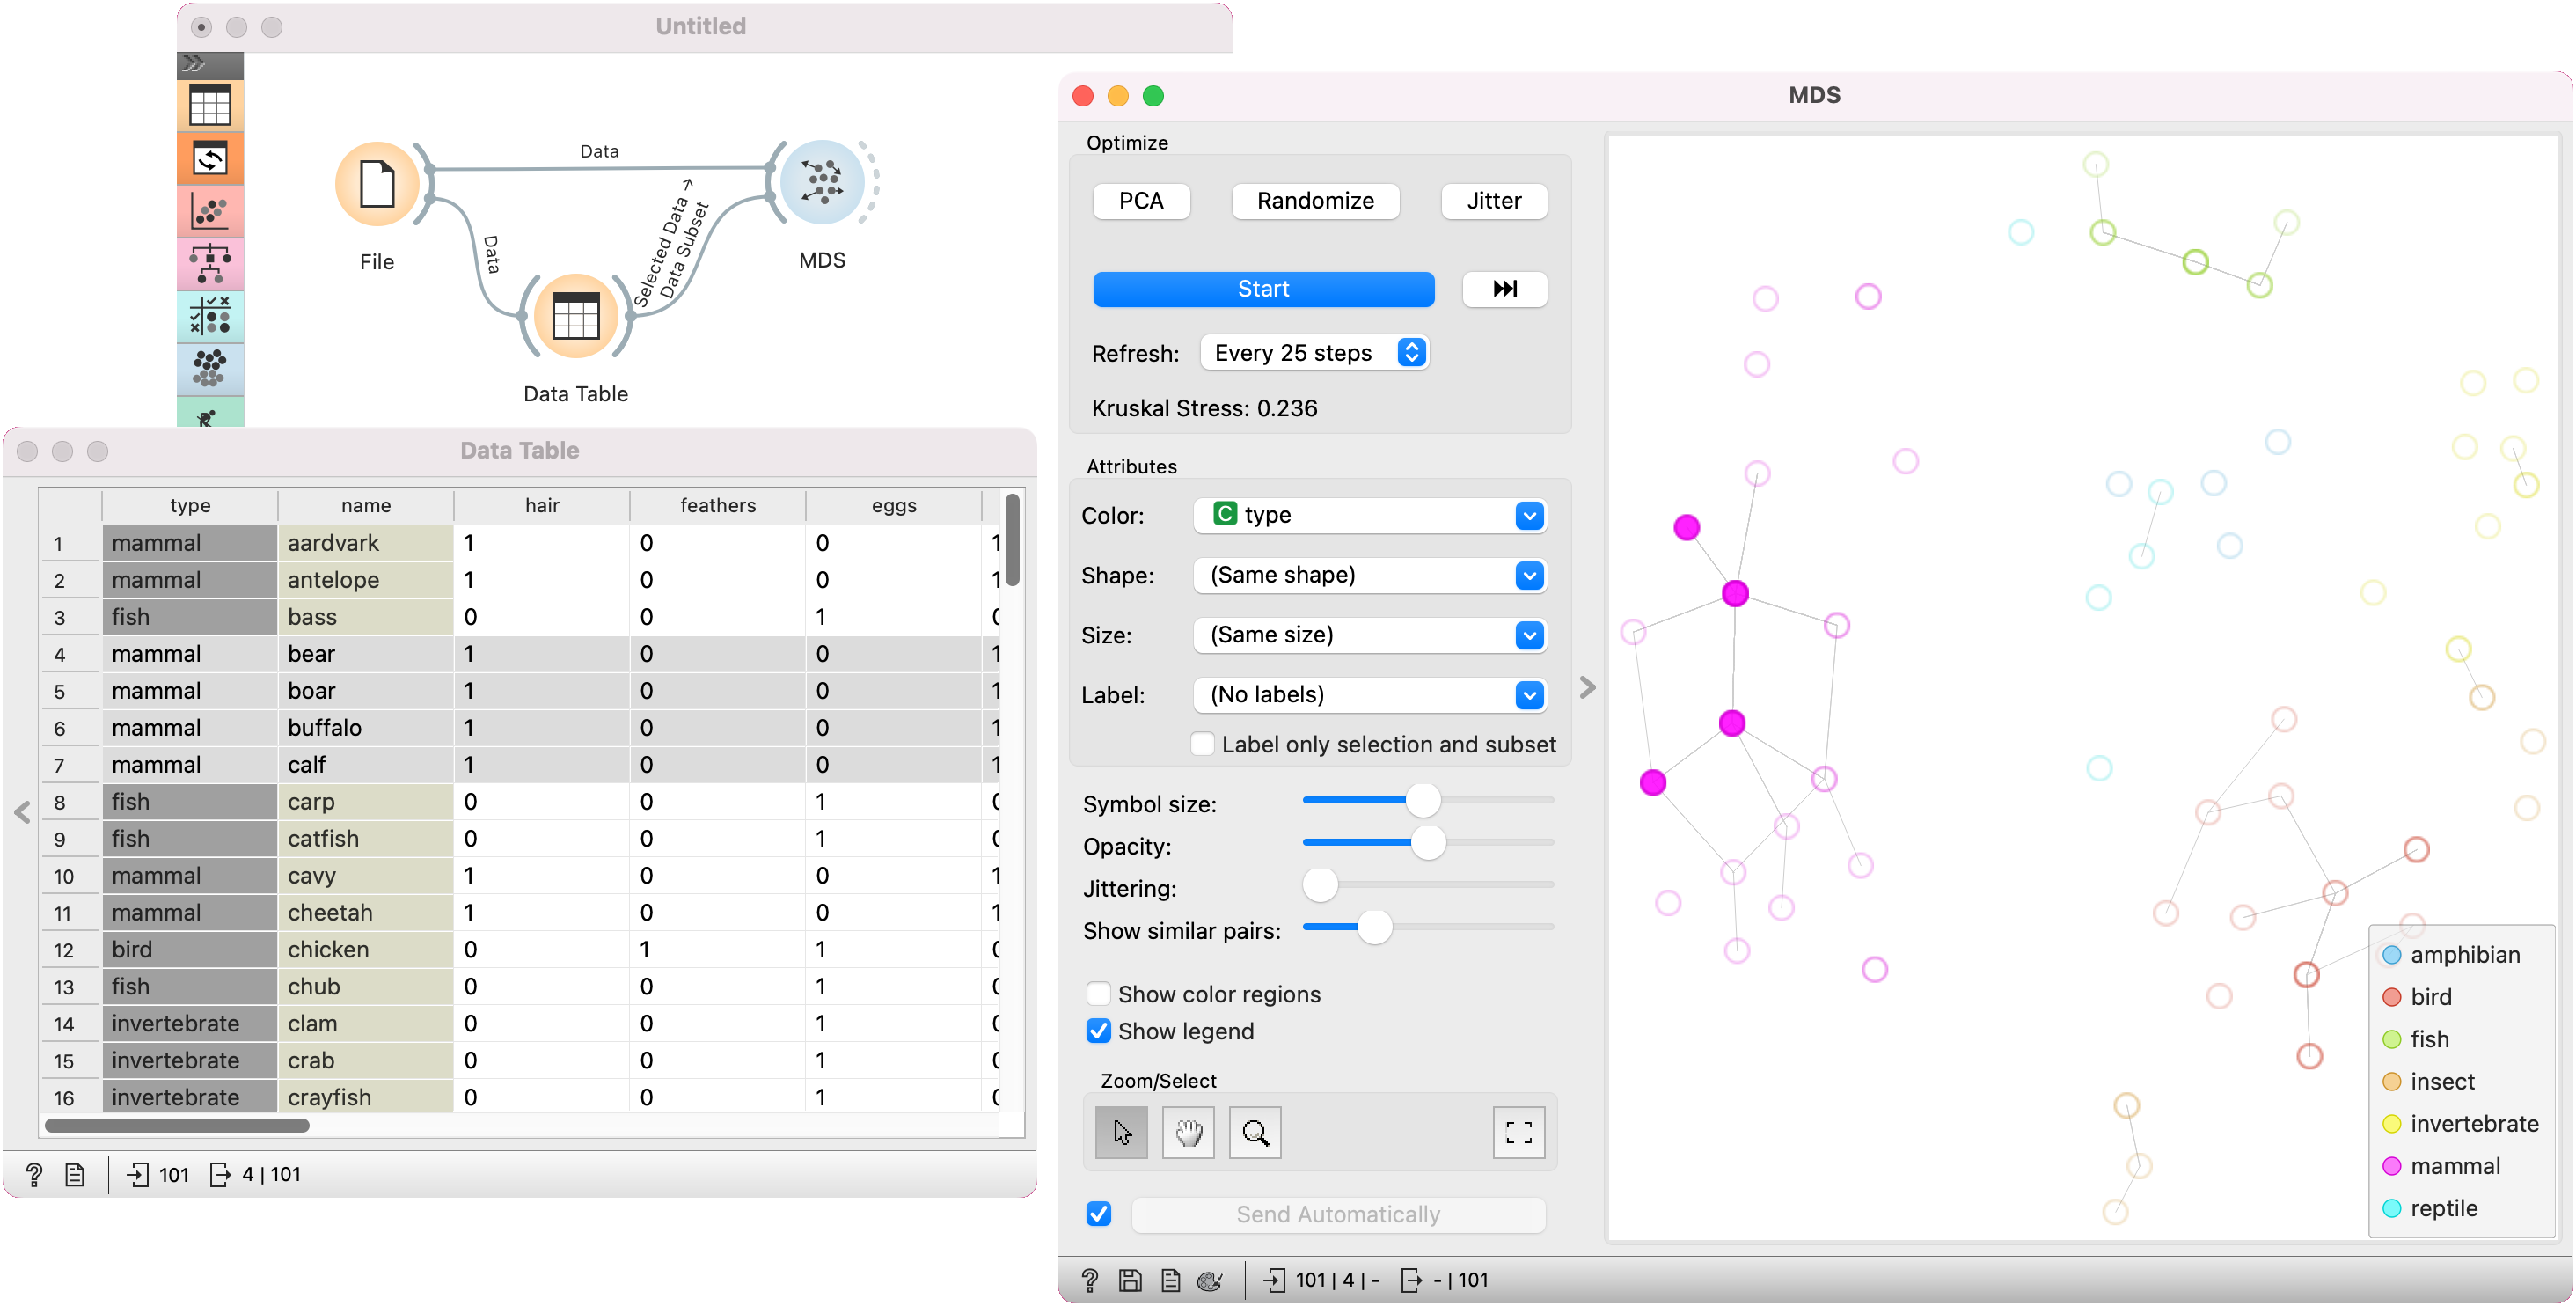 Untitled
Data
File
Data
Selected Data →
Data Subset
MDS
Data Table
Data Table
type name hair feathers eggs
1 mammal aardvark 1 0 0 1
2 mammal antelope 1 0 0 1
3 fish bass 0 0 1
4 mammal bear 1 0 0 1
5 mammal boar 1 0 0 1
6 mammal buffalo 1 0 0 1
7 mammal calf 1 0 0 1
8 fish carp 0 0 1
9 fish catfish 0 0 1
10 mammal cavy 1 0 0 1
11 mammal cheetah 1 0 0 1
12 bird chicken 0 1 1
13 fish chub 0 0 1
14 invertebrate clam 0 0 1
15 invertebrate crab 0 0 1
16 invertebrate crayfish 0 0 1
? 101 4 | 101
MDS
Optimize
PCA Randomize Jitter
Start
Refresh: Every 25 steps
Kruskal Stress: 0.236
Attributes
Color: C type
Shape: (Same shape)
Size: (Same size)
Label: (No labels)
Label only selection and subset
Symbol size:
Opacity:
Jittering:
Show similar pairs:
Show color regions
Show legend
Zoom/Select
Send Automatically
? 101 | 4 | - - | 101
amphibian
bird
fish
insect
invertebrate
mammal
reptile